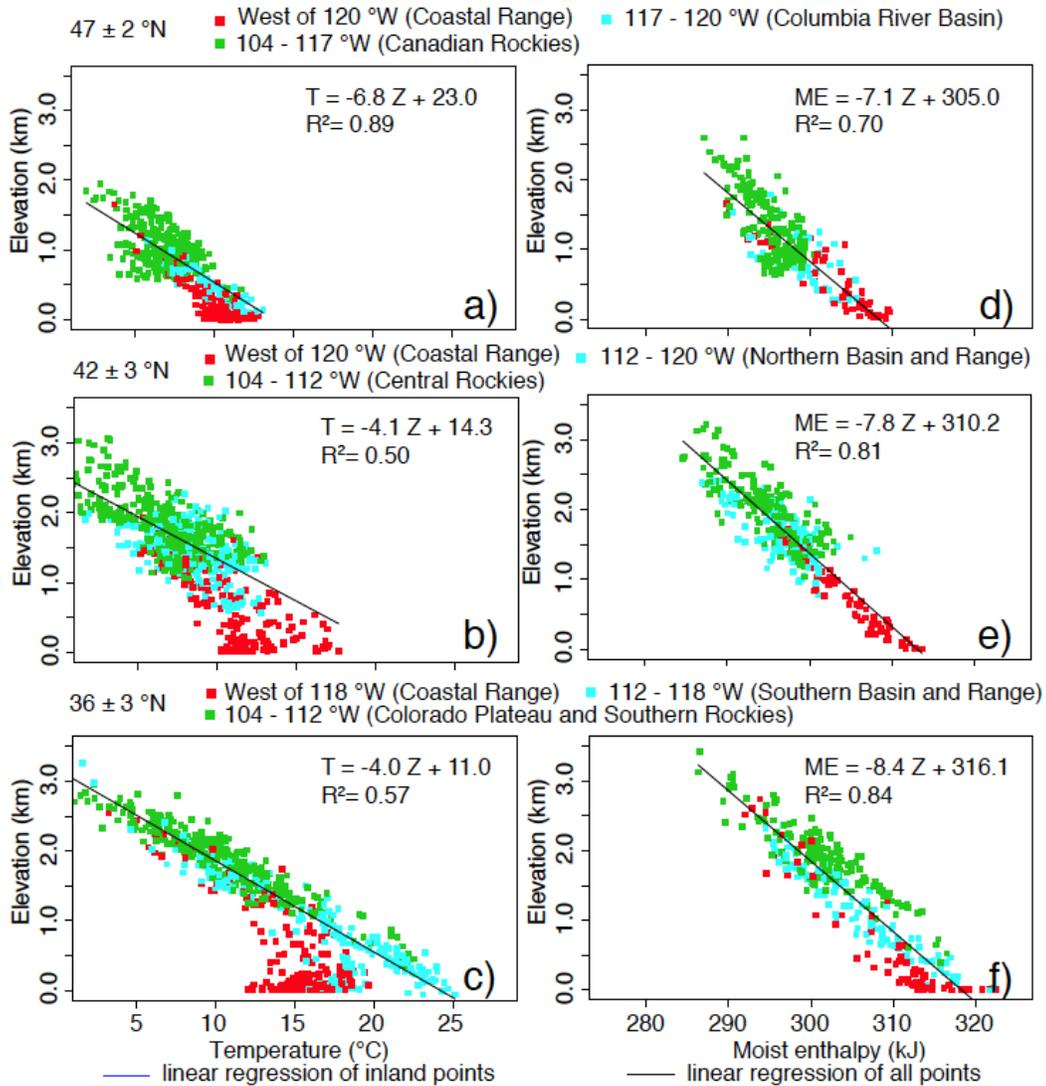 47 ± 2 °N
West of 120 °W (Coastal Range)
117 - 120 °W (Columbia River Basin)
104 - 117 °W (Canadian Rockies)
Elevation (km)
0.0 1.0 2.0 3.0
T = -6.8 Z + 23.0
R²= 0.89
a)
Elevation (km)
0.0 1.0 2.0 3.0
ME = -7.1 Z + 305.0
R²= 0.70
d)
42 ± 3 °N
West of 120 °W (Coastal Range)
112 - 120 °W (Northern Basin and Range)
104 - 112 °W (Central Rockies)
Elevation (km)
0.0 1.0 2.0 3.0
T = -4.1 Z + 14.3
R²= 0.50
b)
Elevation (km)
0.0 1.0 2.0 3.0
ME = -7.8 Z + 310.2
R²= 0.81
e)
36 ± 3 °N
West of 118 °W (Coastal Range)
112 - 118 °W (Southern Basin and Range)
104 - 112 °W (Colorado Plateau and Southern Rockies)
Elevation (km)
0.0 1.0 2.0 3.0
T = -4.0 Z + 11.0
R²= 0.57
c)
Elevation (km)
0.0 1.0 2.0 3.0
ME = -8.4 Z + 316.1
R²= 0.84
f)
5 10 15 20 25
Temperature (°C)
280 290 300 310 320
Moist enthalpy (kJ)
linear regression of inland points
linear regression of all points